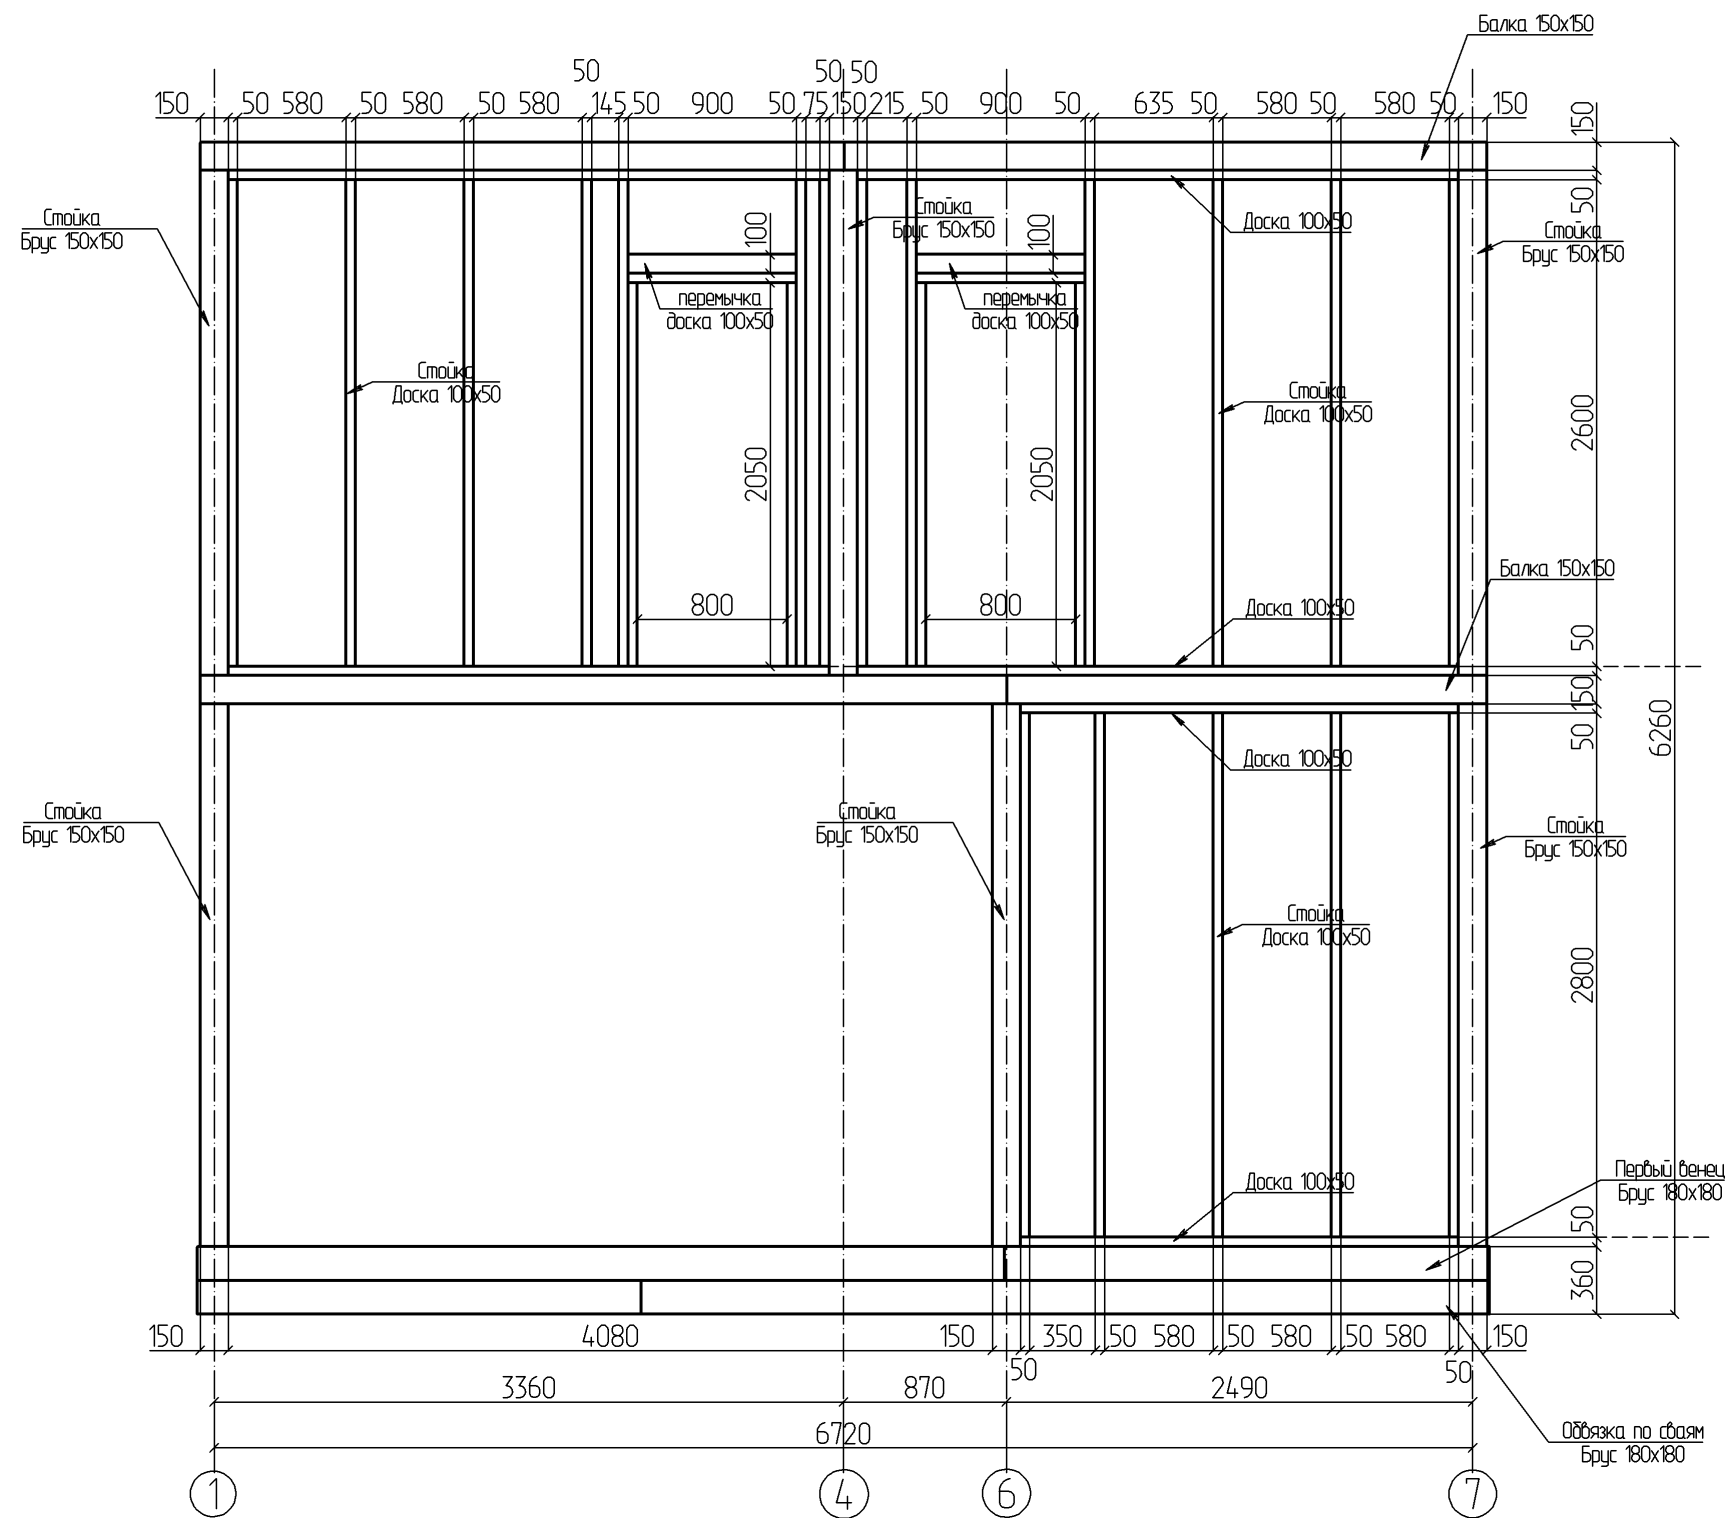 Балка 150х150
50
50 50
150 50 580 50 580 50 580 145 50 900 50 75 150 215 50 900 50 635 50 580 50 580 50 150
150
Стойка
Брус 150х150
Стойка
Брус 150х150
100
100
Доска 100х50
50
Стойка
Брус 150х150
перемычка
доска 100х50
перемычка
доска 100х50
Стойка
Доска 100х50
Стойка
Доска 100х50
2600
2050
2050
Балка 150х150
800
800
Доска 100х50
50
150
50
6260
Доска 100х50
Стойка
Брус 150х150
Стойка
Брус 150х150
Стойка
Брус 150х150
Стойка
Доска 100х50
2800
Первый венец
Брус 180х180
Доска 100х50
50
360
150 4080 150 350 50 580 50 580 50 580 150
50 50
3360 870 2490
6720
Обвязка по сваям
Брус 180х180
1 4 6 7